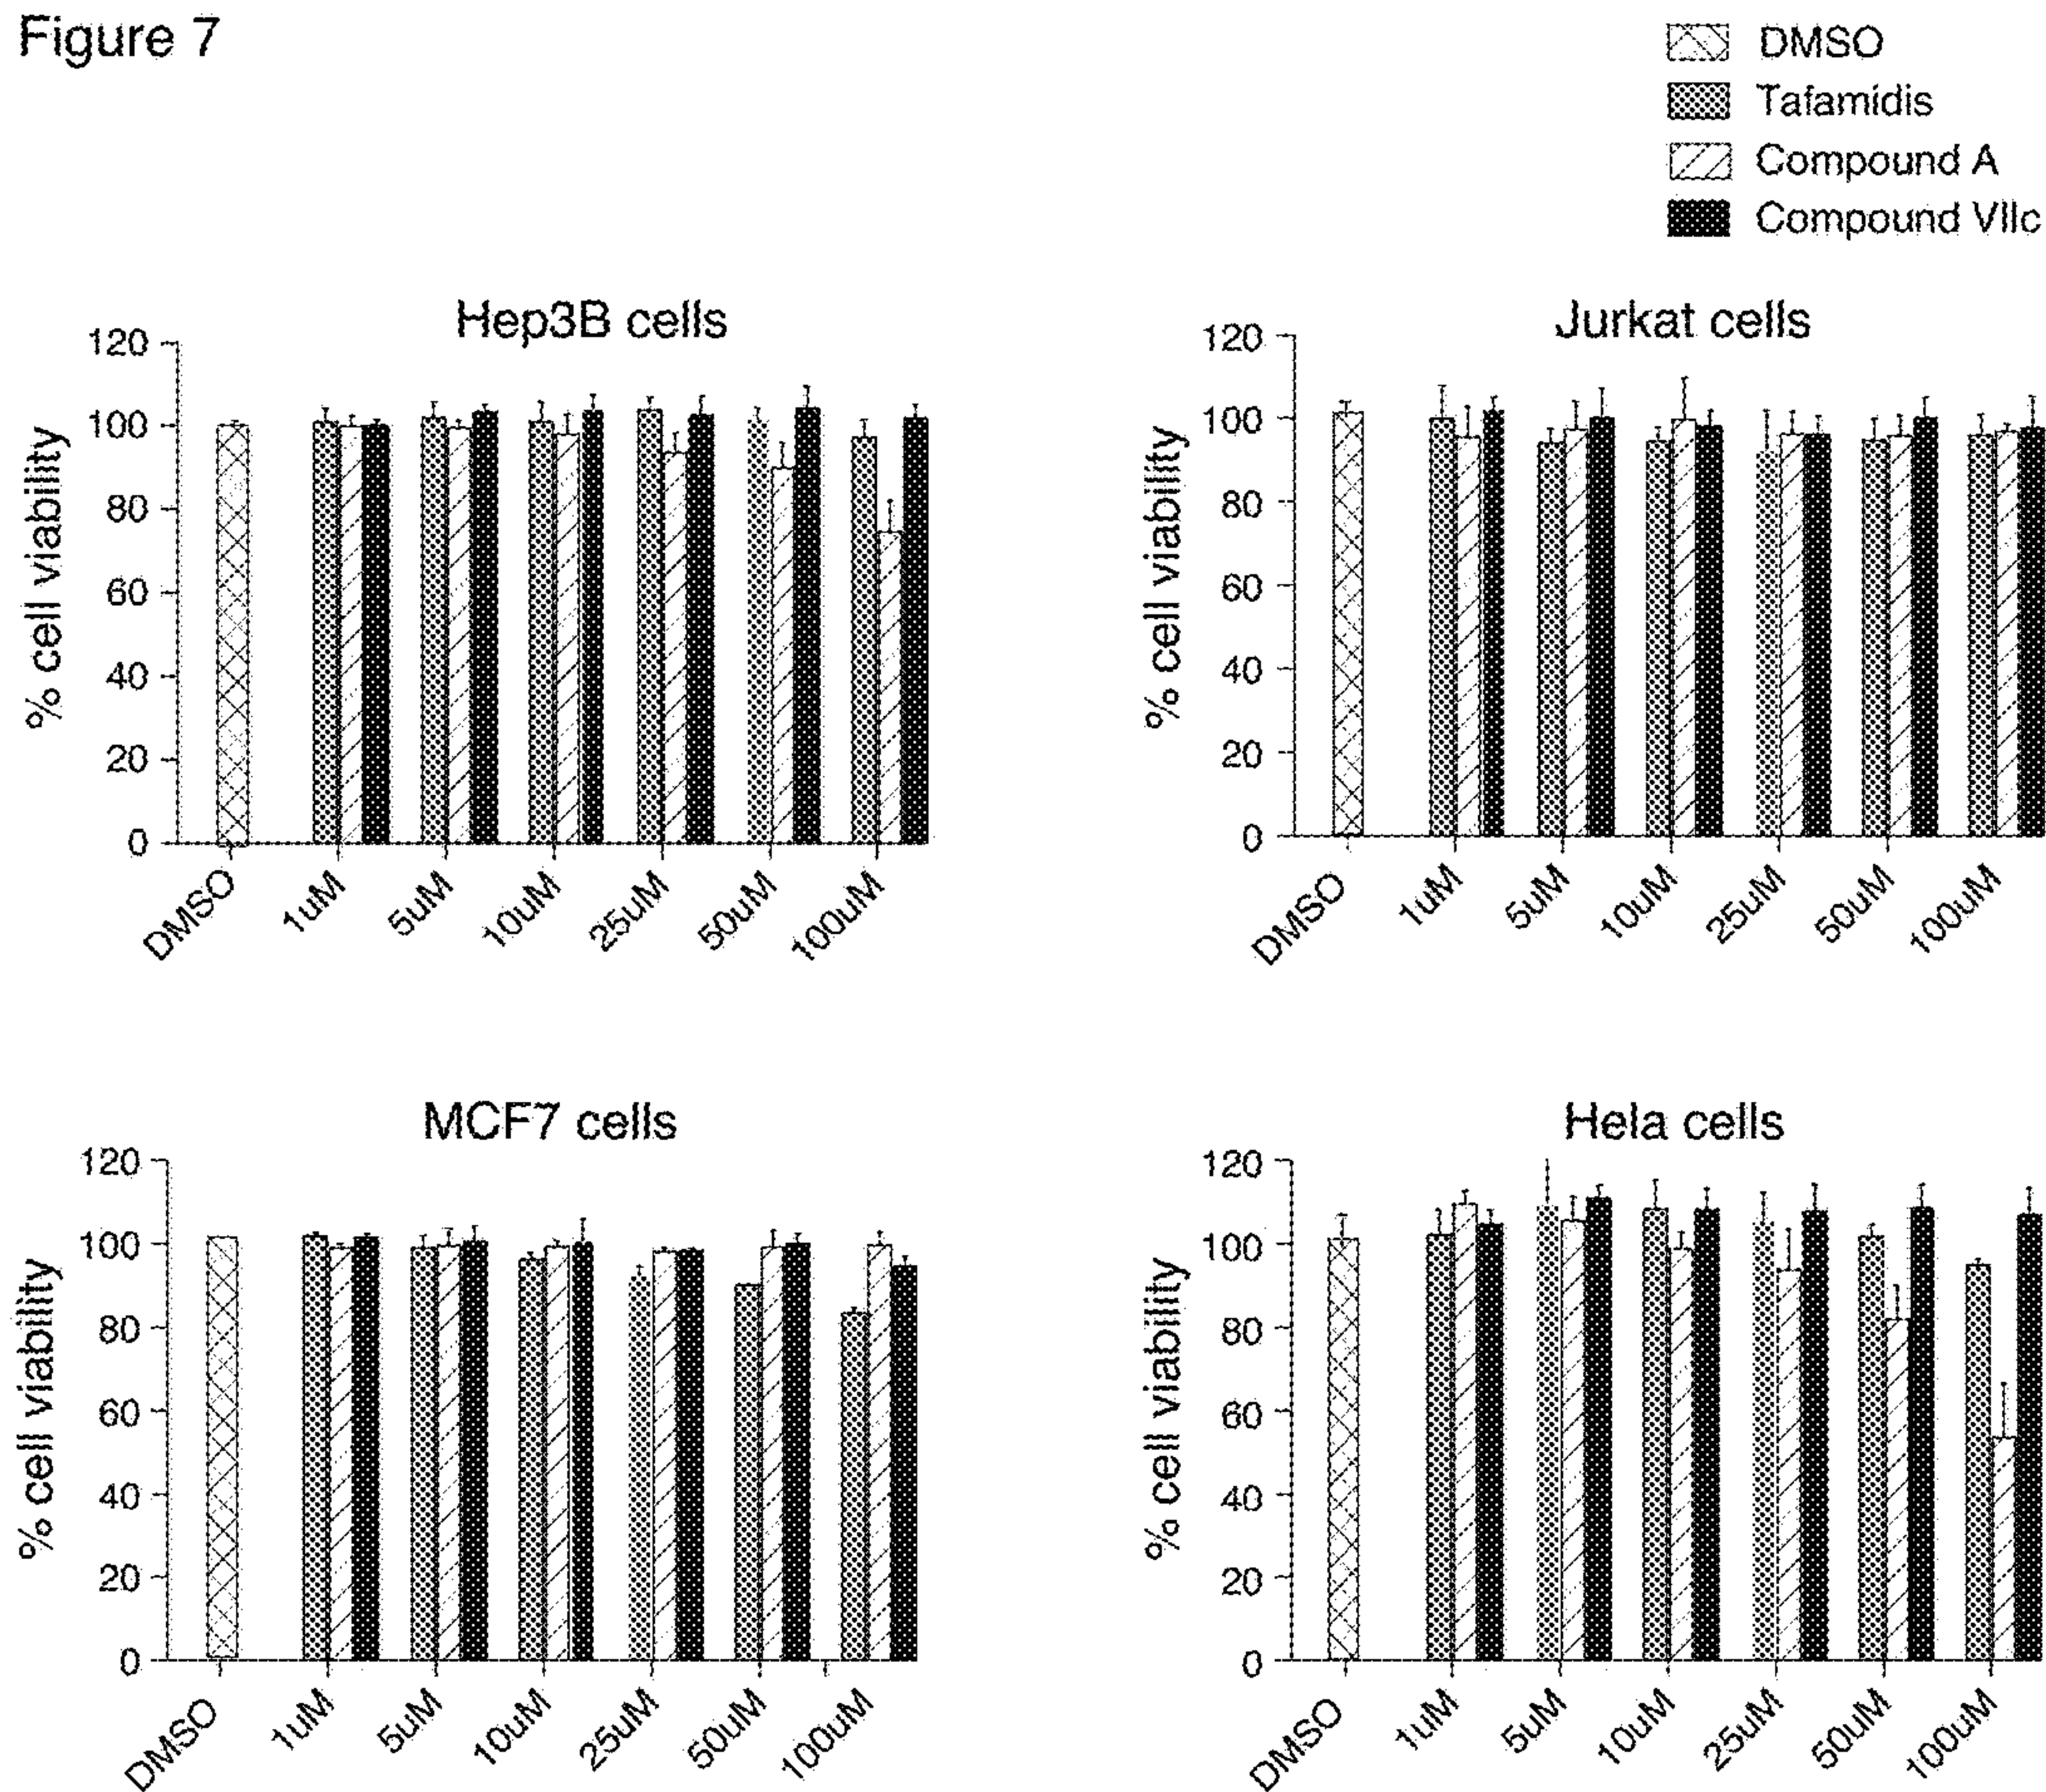 Figure 7
DMSO
Tafamidis
Compound A
Compound VIIc
Hep3B cells
% cell viability
120
100
80
60
40
20
0
DMSO
1uM
5uM
10uM
25uM
50uM
100uM
Jurkat cells
% cell viability
120
100
80
60
40
20
0
DMSO
1uM
5uM
10uM
25uM
50uM
100uM
MCF7 cells
% cell viability
120
100
80
60
40
20
0
DMSO
1uM
5uM
10uM
25uM
50uM
100uM
Hela cells
% cell viability
120
100
80
60
40
20
0
DMSO
1uM
5uM
10uM
25uM
50uM
100uM